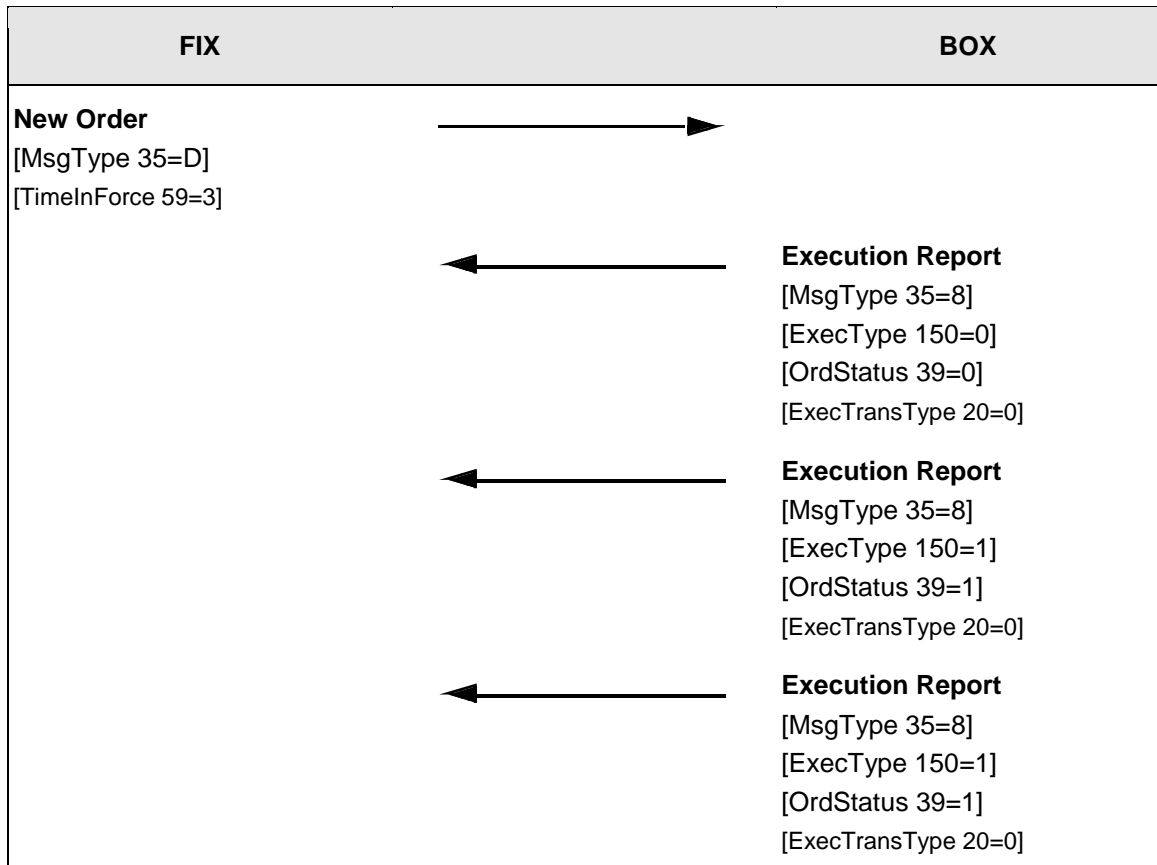 FIX
BOX
New Order
[MsgType 35=D]
[TimeInForce 59=3]
Execution Report
[MsgType 35=8]
[ExecType 150=0]
[OrdStatus 39=0]
[ExecTransType 20=0]
Execution Report
[MsgType 35=8]
[ExecType 150=1]
[OrdStatus 39=1]
[ExecTransType 20=0]
Execution Report
[MsgType 35=8]
[ExecType 150=1]
[OrdStatus 39=1]
[ExecTransType 20=0]